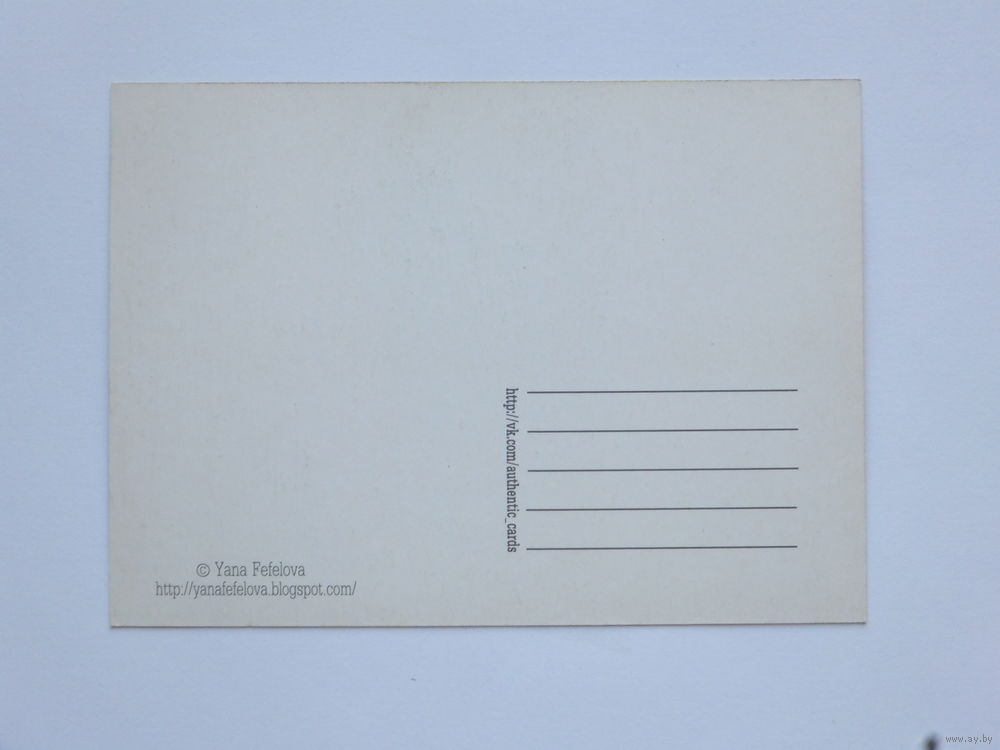 http://vk.com/authentic_cards
© Yana Fefelova
http://yanafefelova.blogspot.com/
www.ay.by